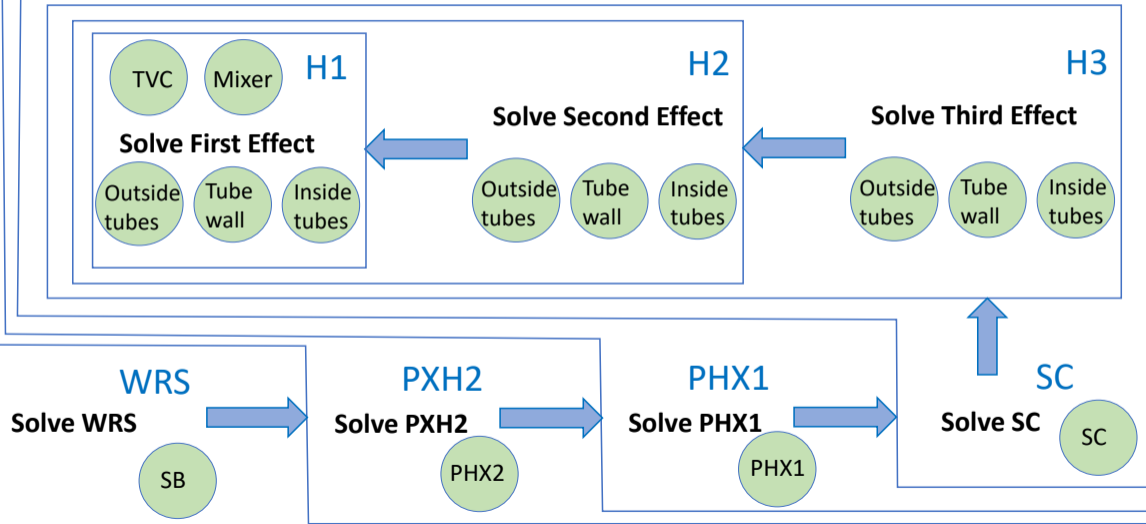 TVC
Mixer
H1
Solve First Effect
Outside
tubes
Tube
wall
Inside
tubes
H2
Solve Second Effect
Outside
tubes
Tube
wall
Inside
tubes
H3
Solve Third Effect
Outside
tubes
Tube
wall
Inside
tubes
WRS
Solve WRS
SB
PXH2
Solve PXH2
PHX2
PHX1
Solve PHX1
PHX1
SC
Solve SC
SC